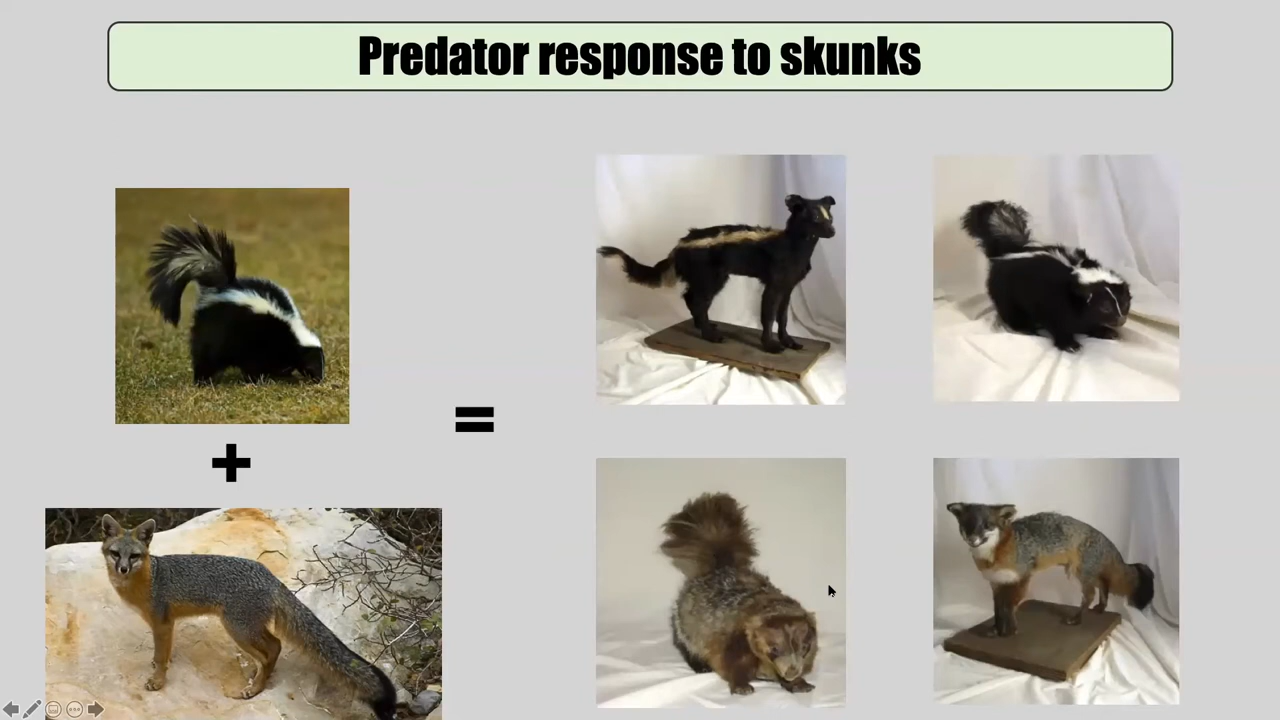 Predator response to skunks
+
=